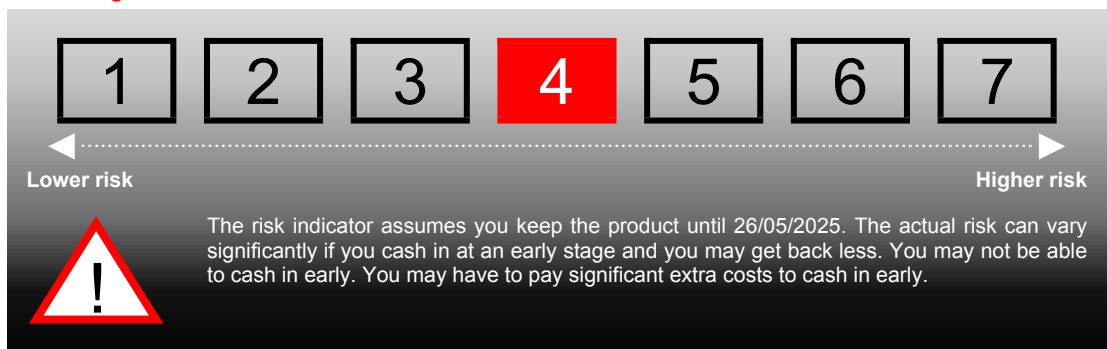 1 2 3 4 5 6 7
Lower risk Higher risk
The risk indicator assumes you keep the product until 26/05/2025. The actual risk can vary
significantly if you cash in at an early stage and you may get back less. You may not be able
to cash in early. You may have to pay significant extra costs to cash in early.
!